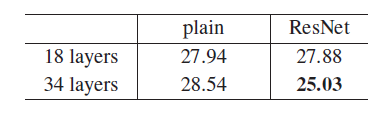 plain ResNet
18 layers 27.94 27.88
34 layers 28.54 25.03